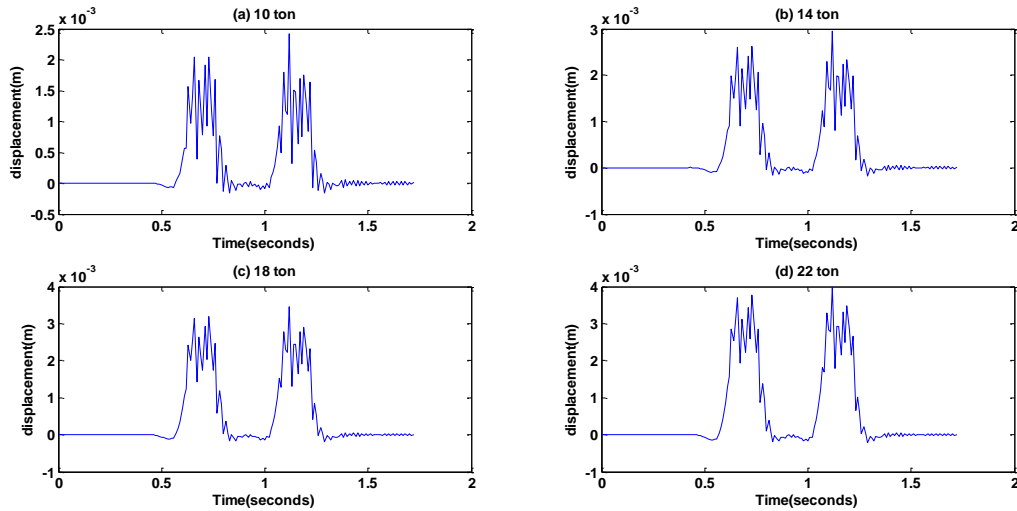 (a) 10 ton
x 10-3
2.5
2
1.5
1
0.5
0
-0.5
displacement(m)
0 0.5 1 1.5 2
Time(seconds)
(b) 14 ton
x 10-3
3
2
1
0
-1
displacement(m)
0 0.5 1 1.5 2
Time(seconds)
(c) 18 ton
x 10-3
4
3
2
1
0
-1
displacement(m)
0 0.5 1 1.5 2
Time(seconds)
(d) 22 ton
x 10-3
4
3
2
1
0
-1
displacement(m)
0 0.5 1 1.5 2
Time(seconds)